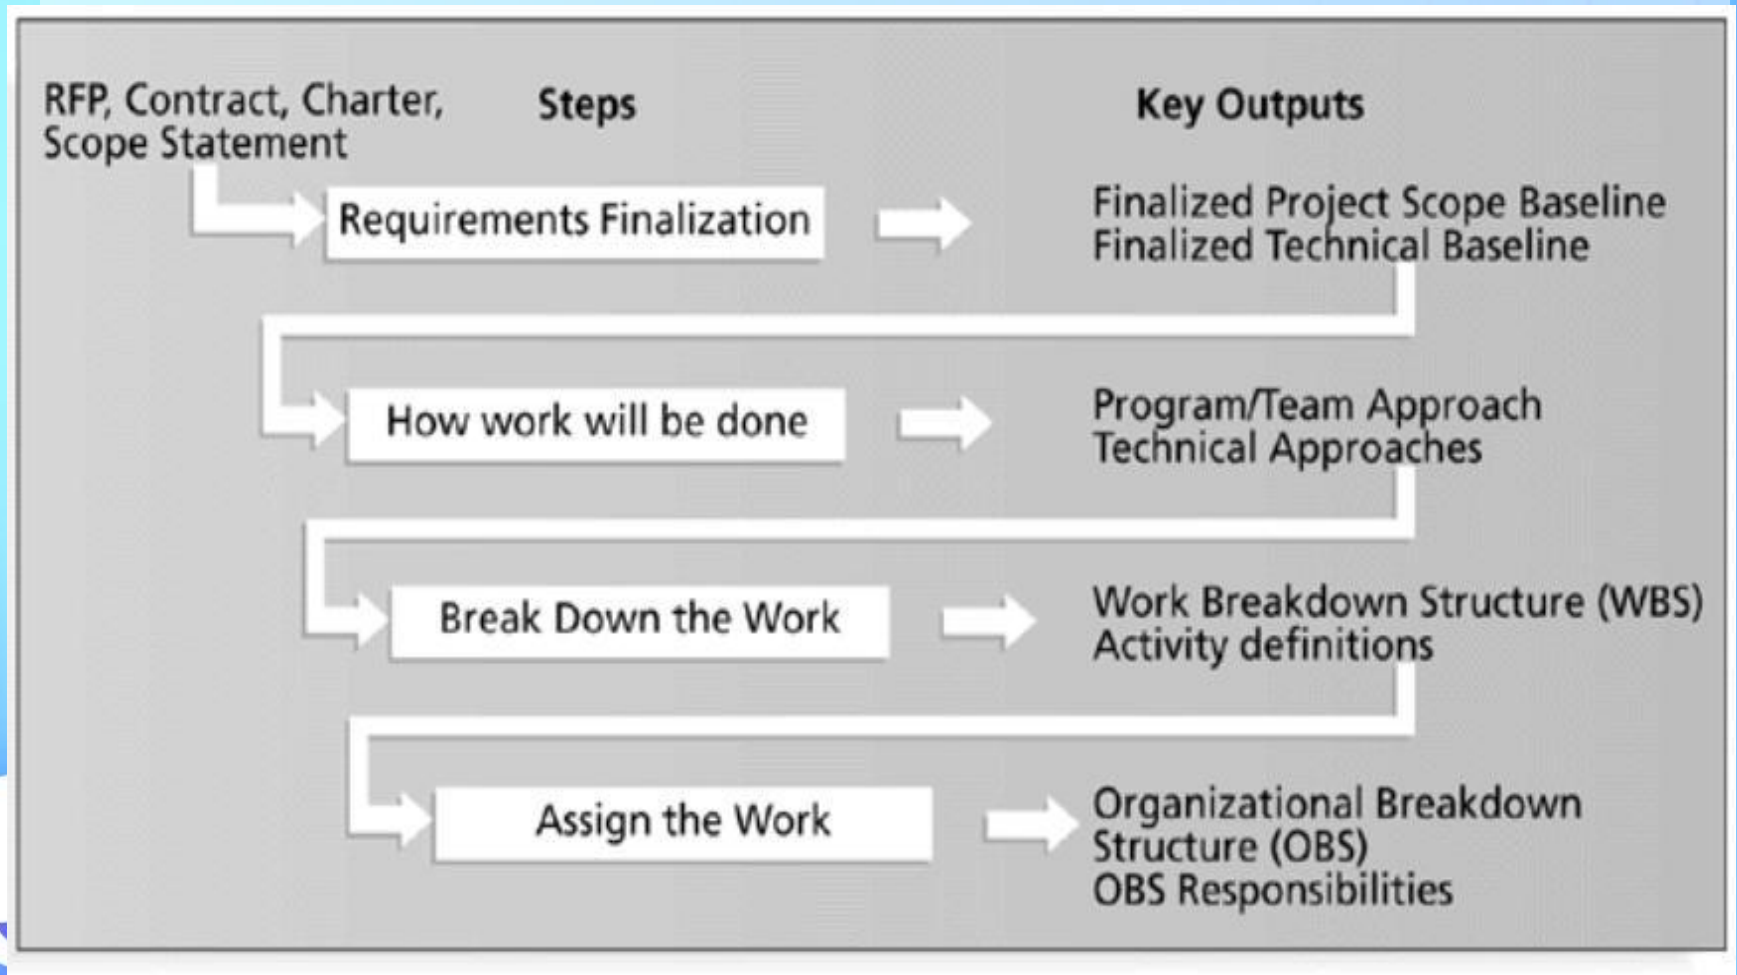 RFP, Contract, Charter,
Scope Statement
Steps
Key Outputs
Requirements Finalization
Finalized Project Scope Baseline
Finalized Technical Baseline
How work will be done
Program/Team Approach
Technical Approaches
Break Down the Work
Work Breakdown Structure (WBS)
Activity definitions
Assign the Work
Organizational Breakdown
Structure (OBS)
OBS Responsibilities